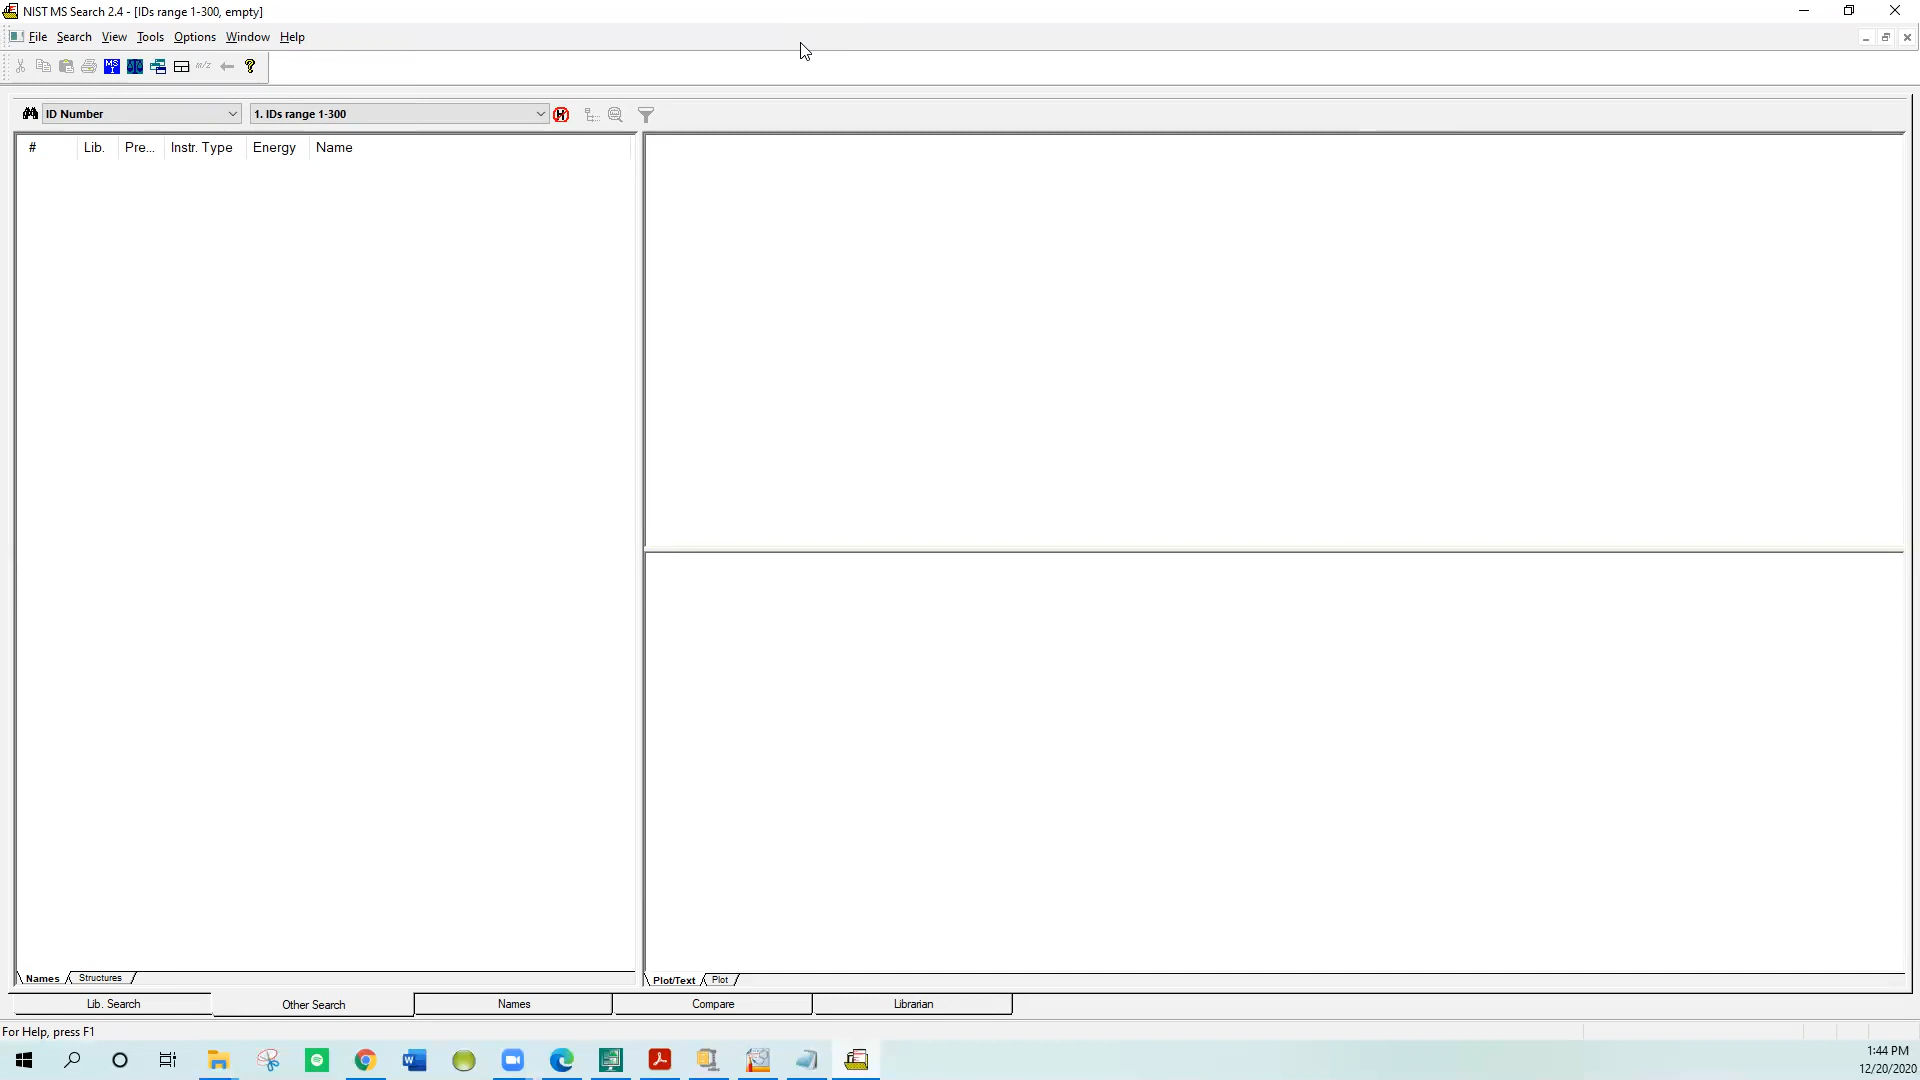 NIST MS Search 2.4 - [IDs range 1-300, empty]
File Search View Tools Options Window Help
MS
I
m/z
?
ID Number
1. IDs range 1-300
H
# Lib. Pre... Instr. Type Energy Name
Names Structures
Plot/Text Plot
Lib. Search Other Search Names Compare Librarian
For Help, press F1
1:44 PM
12/20/2020